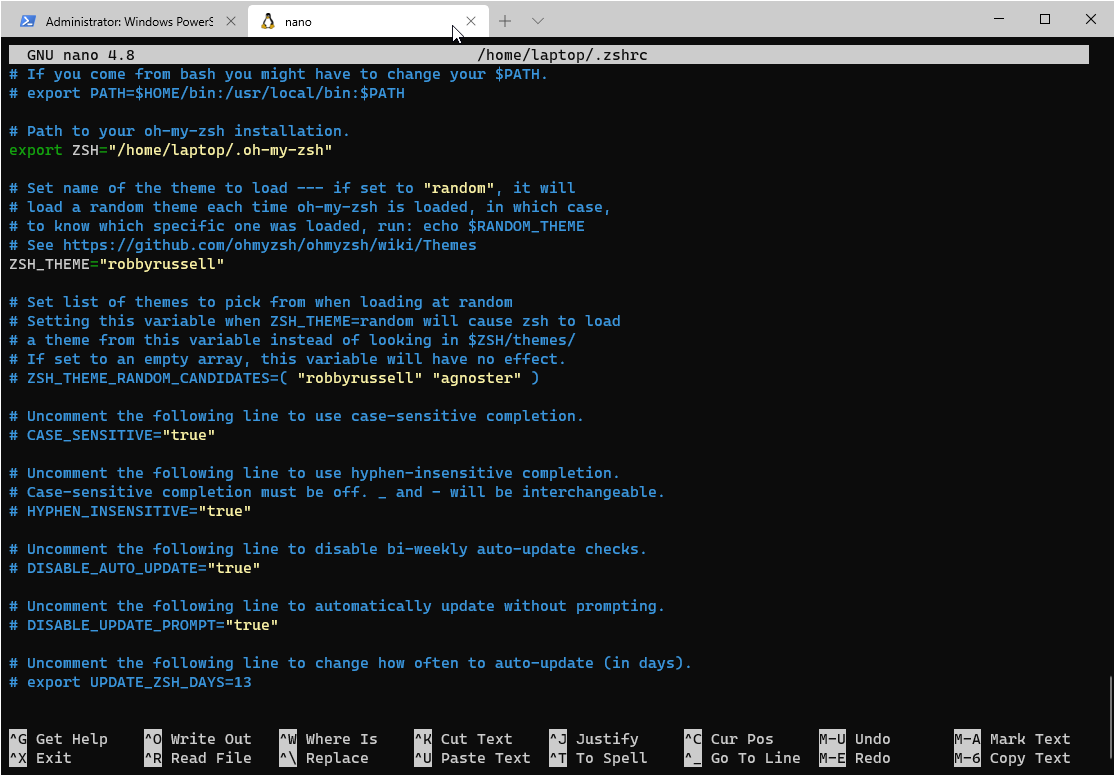 Administrator: Windows PowerS
nano
GNU nano 4.8 /home/laptop/.zshrc
# If you come from bash you might have to change your $PATH.
# export PATH=$HOME/bin:/usr/local/bin:$PATH
# Path to your oh-my-zsh installation.
export ZSH="/home/laptop/.oh-my-zsh"
# Set name of the theme to load --- if set to "random", it will
# load a random theme each time oh-my-zsh is loaded, in which case,
# to know which specific one was loaded, run: echo $RANDOM_THEME
# See https://github.com/ohmyzsh/ohmyzsh/wiki/Themes
ZSH_THEME="robbyrussell"
# Set list of themes to pick from when loading at random
# Setting this variable when ZSH_THEME=random will cause zsh to load
# a theme from this variable instead of looking in $ZSH/themes/
# If set to an empty array, this variable will have no effect.
# ZSH_THEME_RANDOM_CANDIDATES=( "robbyrussell" "agnoster" )
# Uncomment the following line to use case-sensitive completion.
# CASE_SENSITIVE="true"
# Uncomment the following line to use hyphen-insensitive completion.
# Case-sensitive completion must be off. _ and - will be interchangeable.
# HYPHEN_INSENSITIVE="true"
# Uncomment the following line to disable bi-weekly auto-update checks.
# DISABLE_AUTO_UPDATE="true"
# Uncomment the following line to automatically update without prompting.
# DISABLE_UPDATE_PROMPT="true"
# Uncomment the following line to change how often to auto-update (in days).
# export UPDATE_ZSH_DAYS=13
^G Get Help ^O Write Out ^W Where Is ^K Cut Text ^J Justify ^C Cur Pos M-U Undo M-A Mark Text
^X Exit ^R Read File ^\ Replace ^U Paste Text ^T To Spell ^_ Go To Line M-E Redo M-6 Copy Text